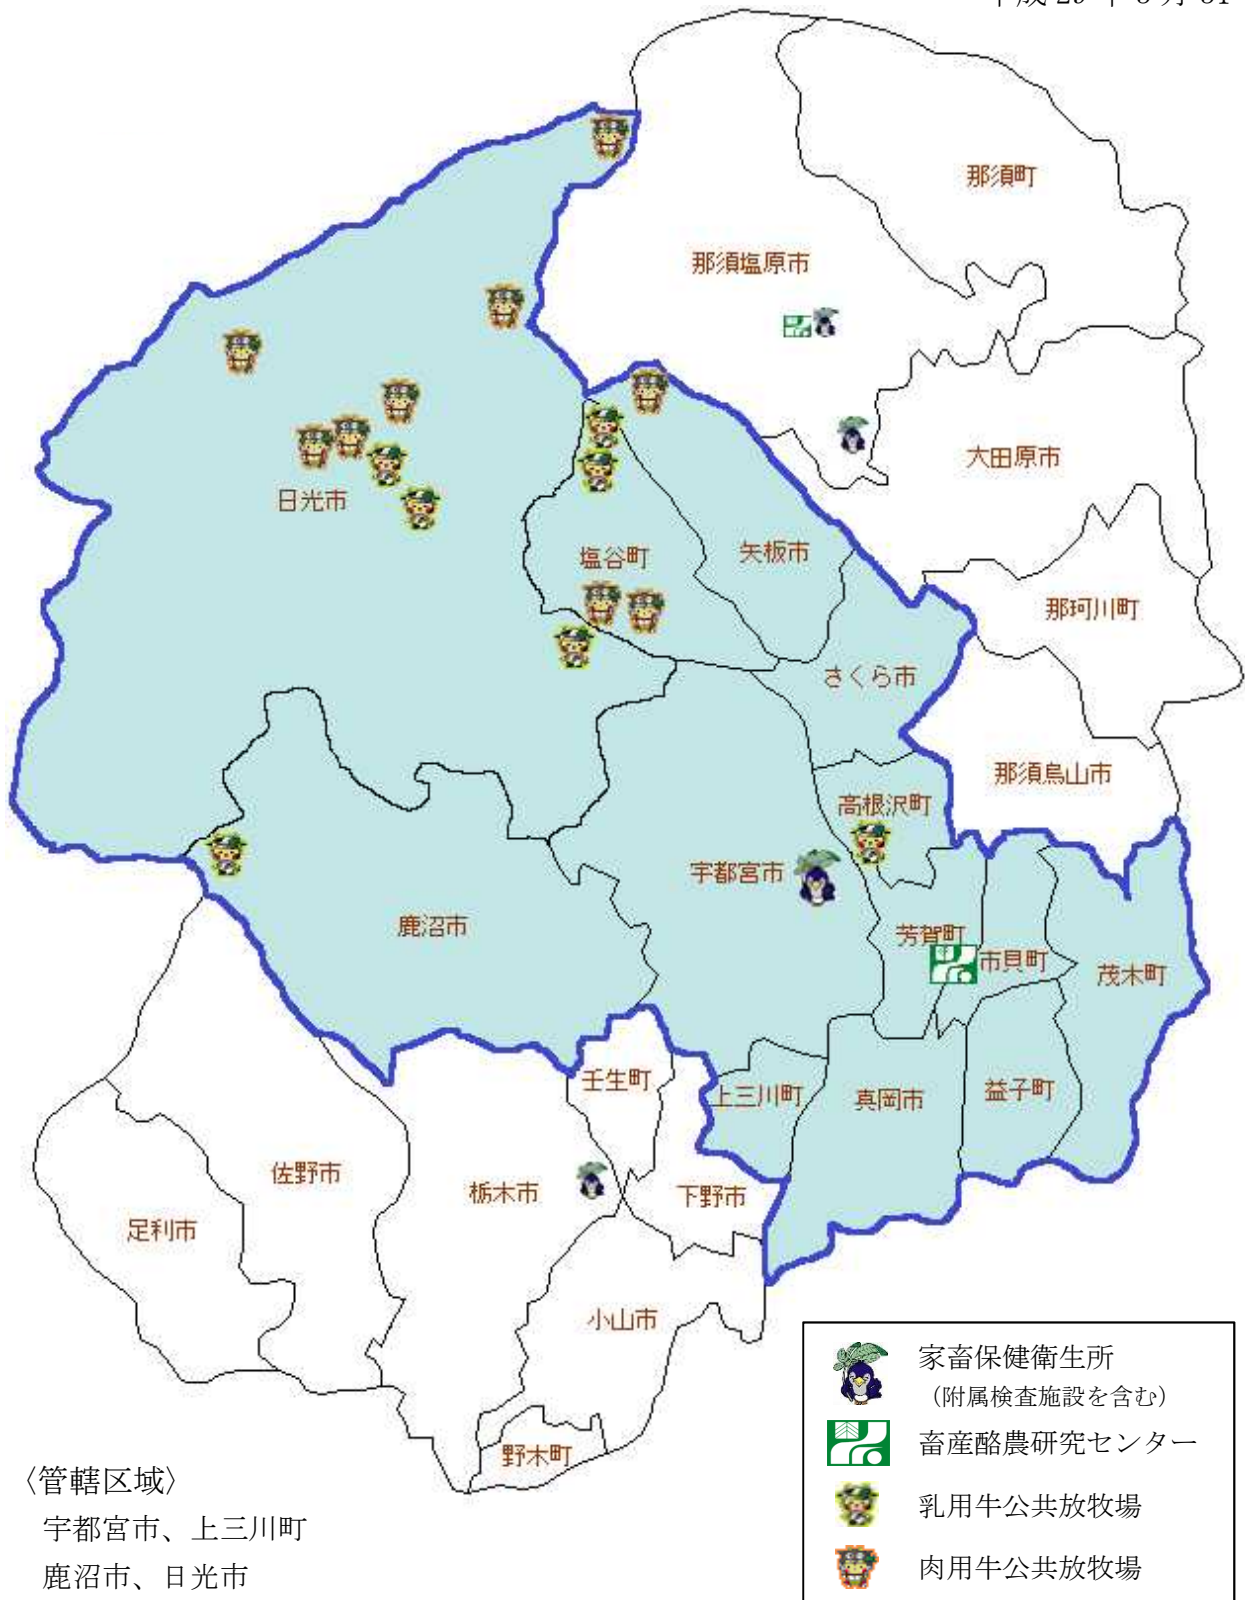 那須町
那須塩原市
大田原市
日光市
塩谷町
矢板市
那珂川町
さくら市
那須烏山市
高根沢町
宇都宮市
鹿沼市
芳賀町
市貝町
茂木町
壬生町
上三川町
真岡市
益子町
佐野市
栃木市
下野市
足利市
小山市
野木町
家畜保健衛生所
（附属検査施設を含む）
畜産酪農研究センター
乳用牛公共放牧場
肉用牛公共放牧場
〈管轄区域〉
宇都宮市、上三川町
鹿沼市、日光市